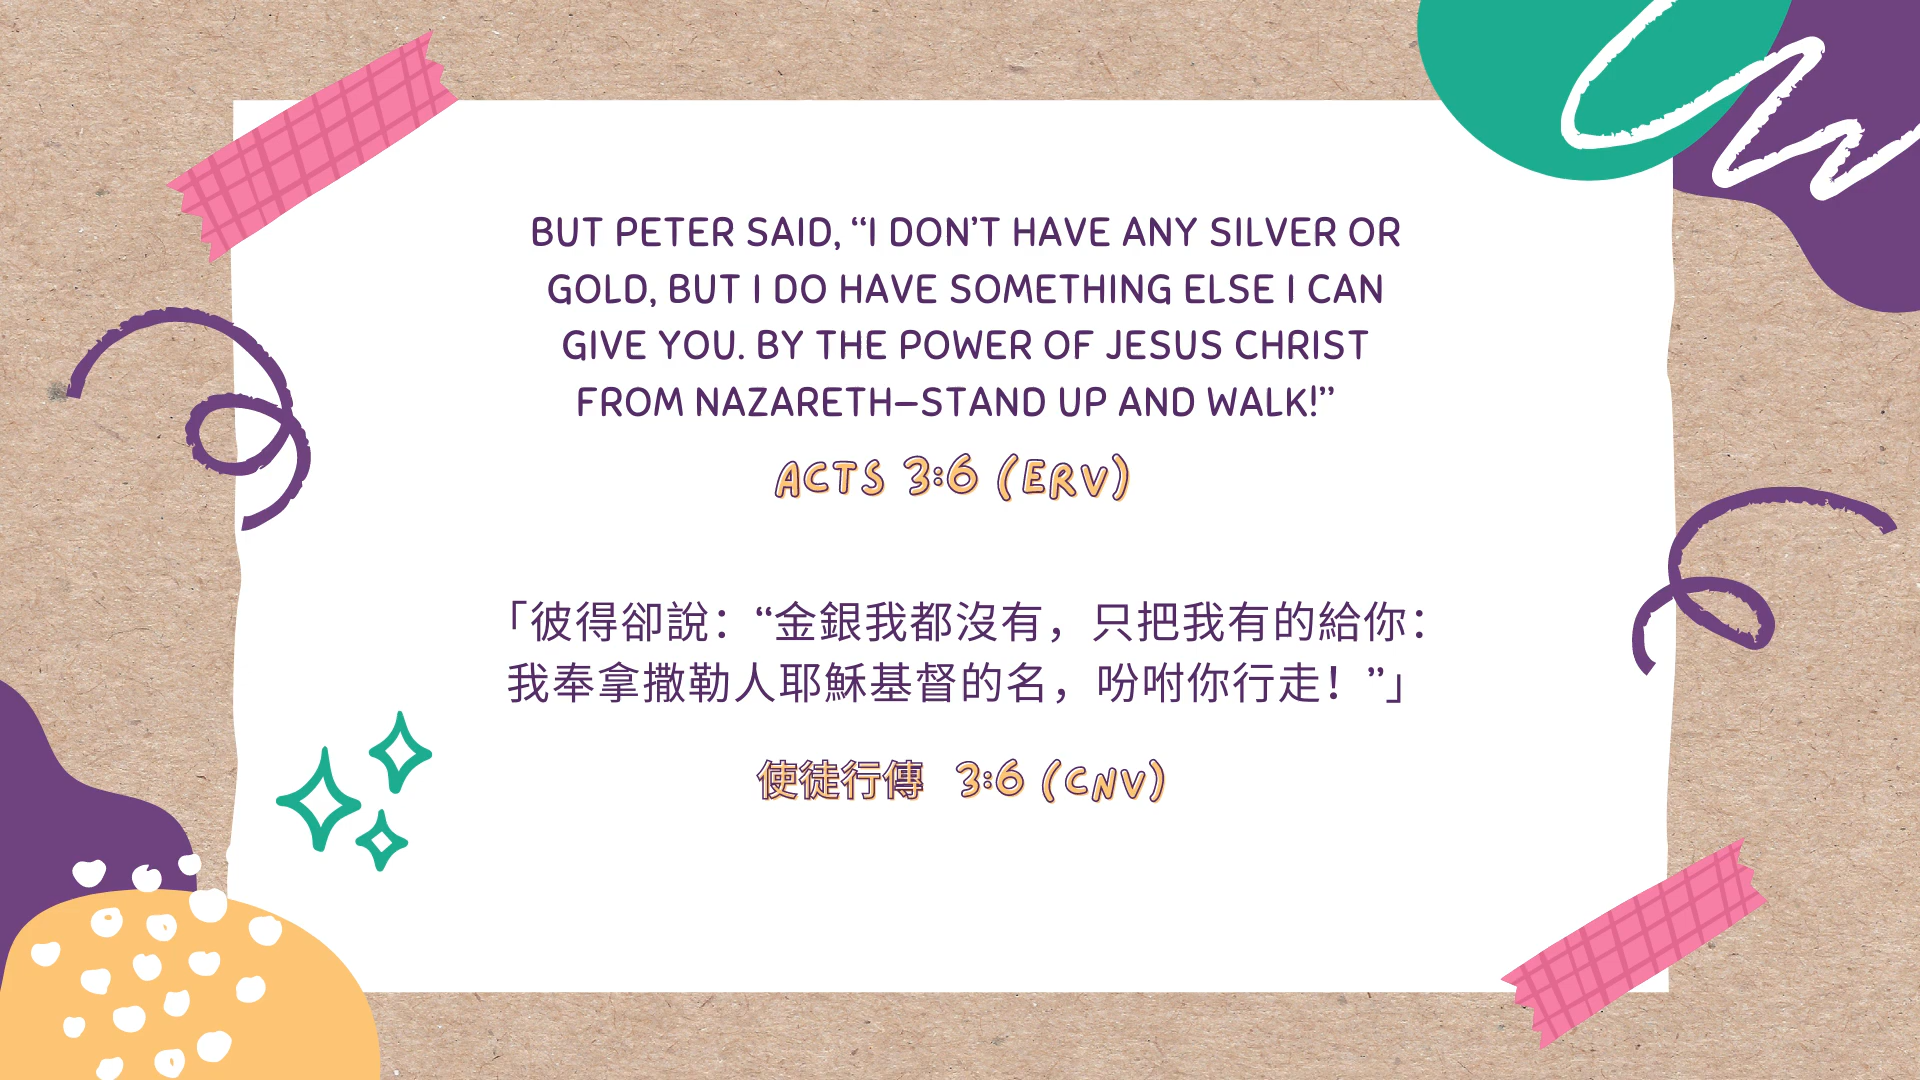 BUT PETER SAID, “I DON’T HAVE ANY SILVER OR
GOLD, BUT I DO HAVE SOMETHING ELSE I CAN
GIVE YOU. BY THE POWER OF JESUS CHRIST
FROM NAZARETH—STAND UP AND WALK!”
ACTS 3:6 (ERV)
「彼得卻說：“金銀我都沒有，只把我有的給你：
我奉拿撒勒人耶穌基督的名，吩咐你行走！”」
使徒行傳 3:6 (CNV)